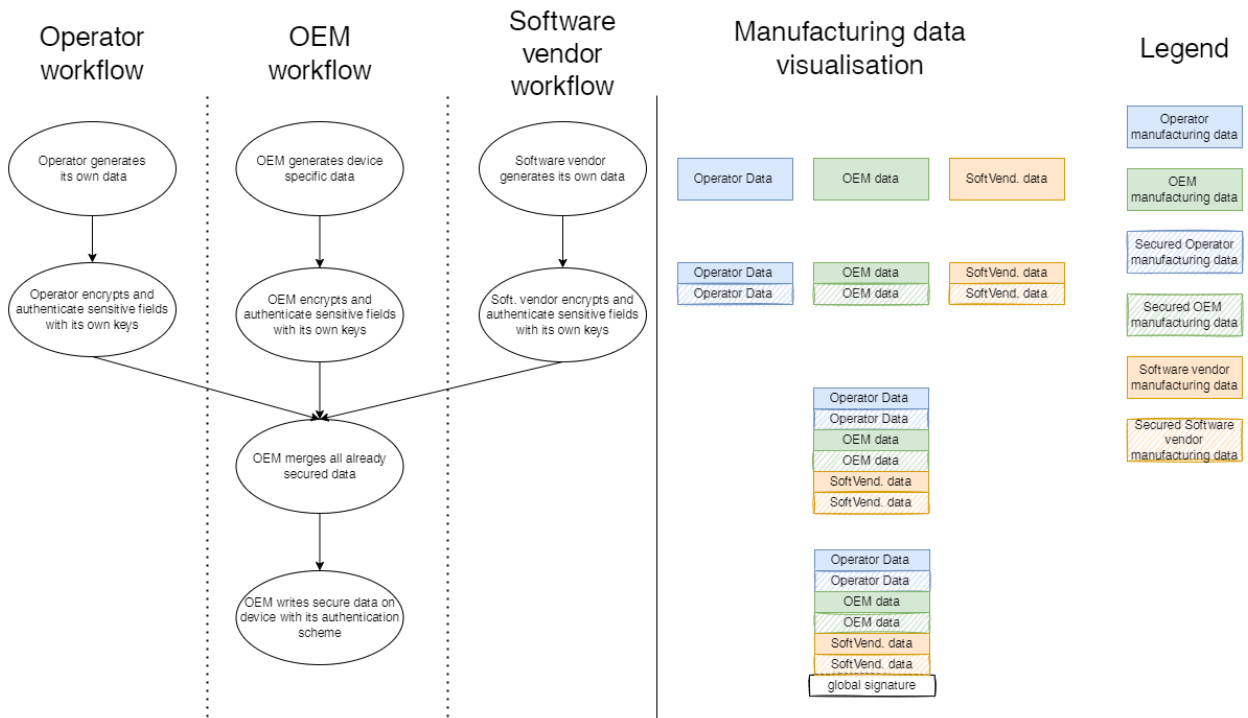 Operator
workflow
OEM
workflow
Software
vendor
workflow
Manufacturing data
visualisation
Legend
Operator generates
its own data
OEM generates device
specific data
Software vendor
generates its own data
Operator Data
OEM data
SoftVend. data
Operator
manufacturing data
OEM
manufacturing data
Operator encrypts and
authenticate sensitive fields
with its own keys
OEM encrypts and
authenticate sensitive fields
with its own keys
Soft. vendor encrypts and
authenticate sensitive fields
with its own keys
Operator Data
Operator Data
OEM data
OEM data
SoftVend. data
SoftVend. data
Secured Operator
manufacturing data
Secured OEM
manufacturing data
Software vendor
manufacturing data
Secured Software
vendor
manufacturing data
OEM merges all already
secured data
Operator Data
Operator Data
OEM data
OEM data
SoftVend. data
SoftVend. data
OEM writes secure data on
device with its authentication
scheme
Operator Data
Operator Data
OEM data
OEM data
SoftVend. data
SoftVend. data
global signature